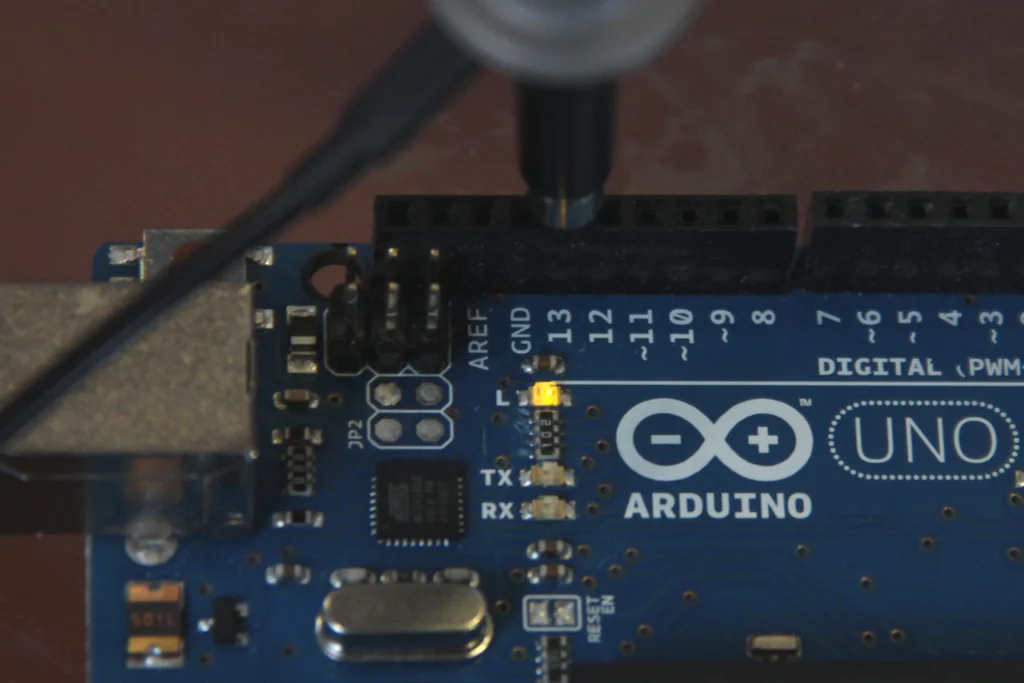 AREF
GND
13
12
~11
~10
~9
8
7
~6
~5
4
~3
DIGITAL (PWM
L
TM
UNO
JP2
TX
RX
ARDUINO
RESET
EN